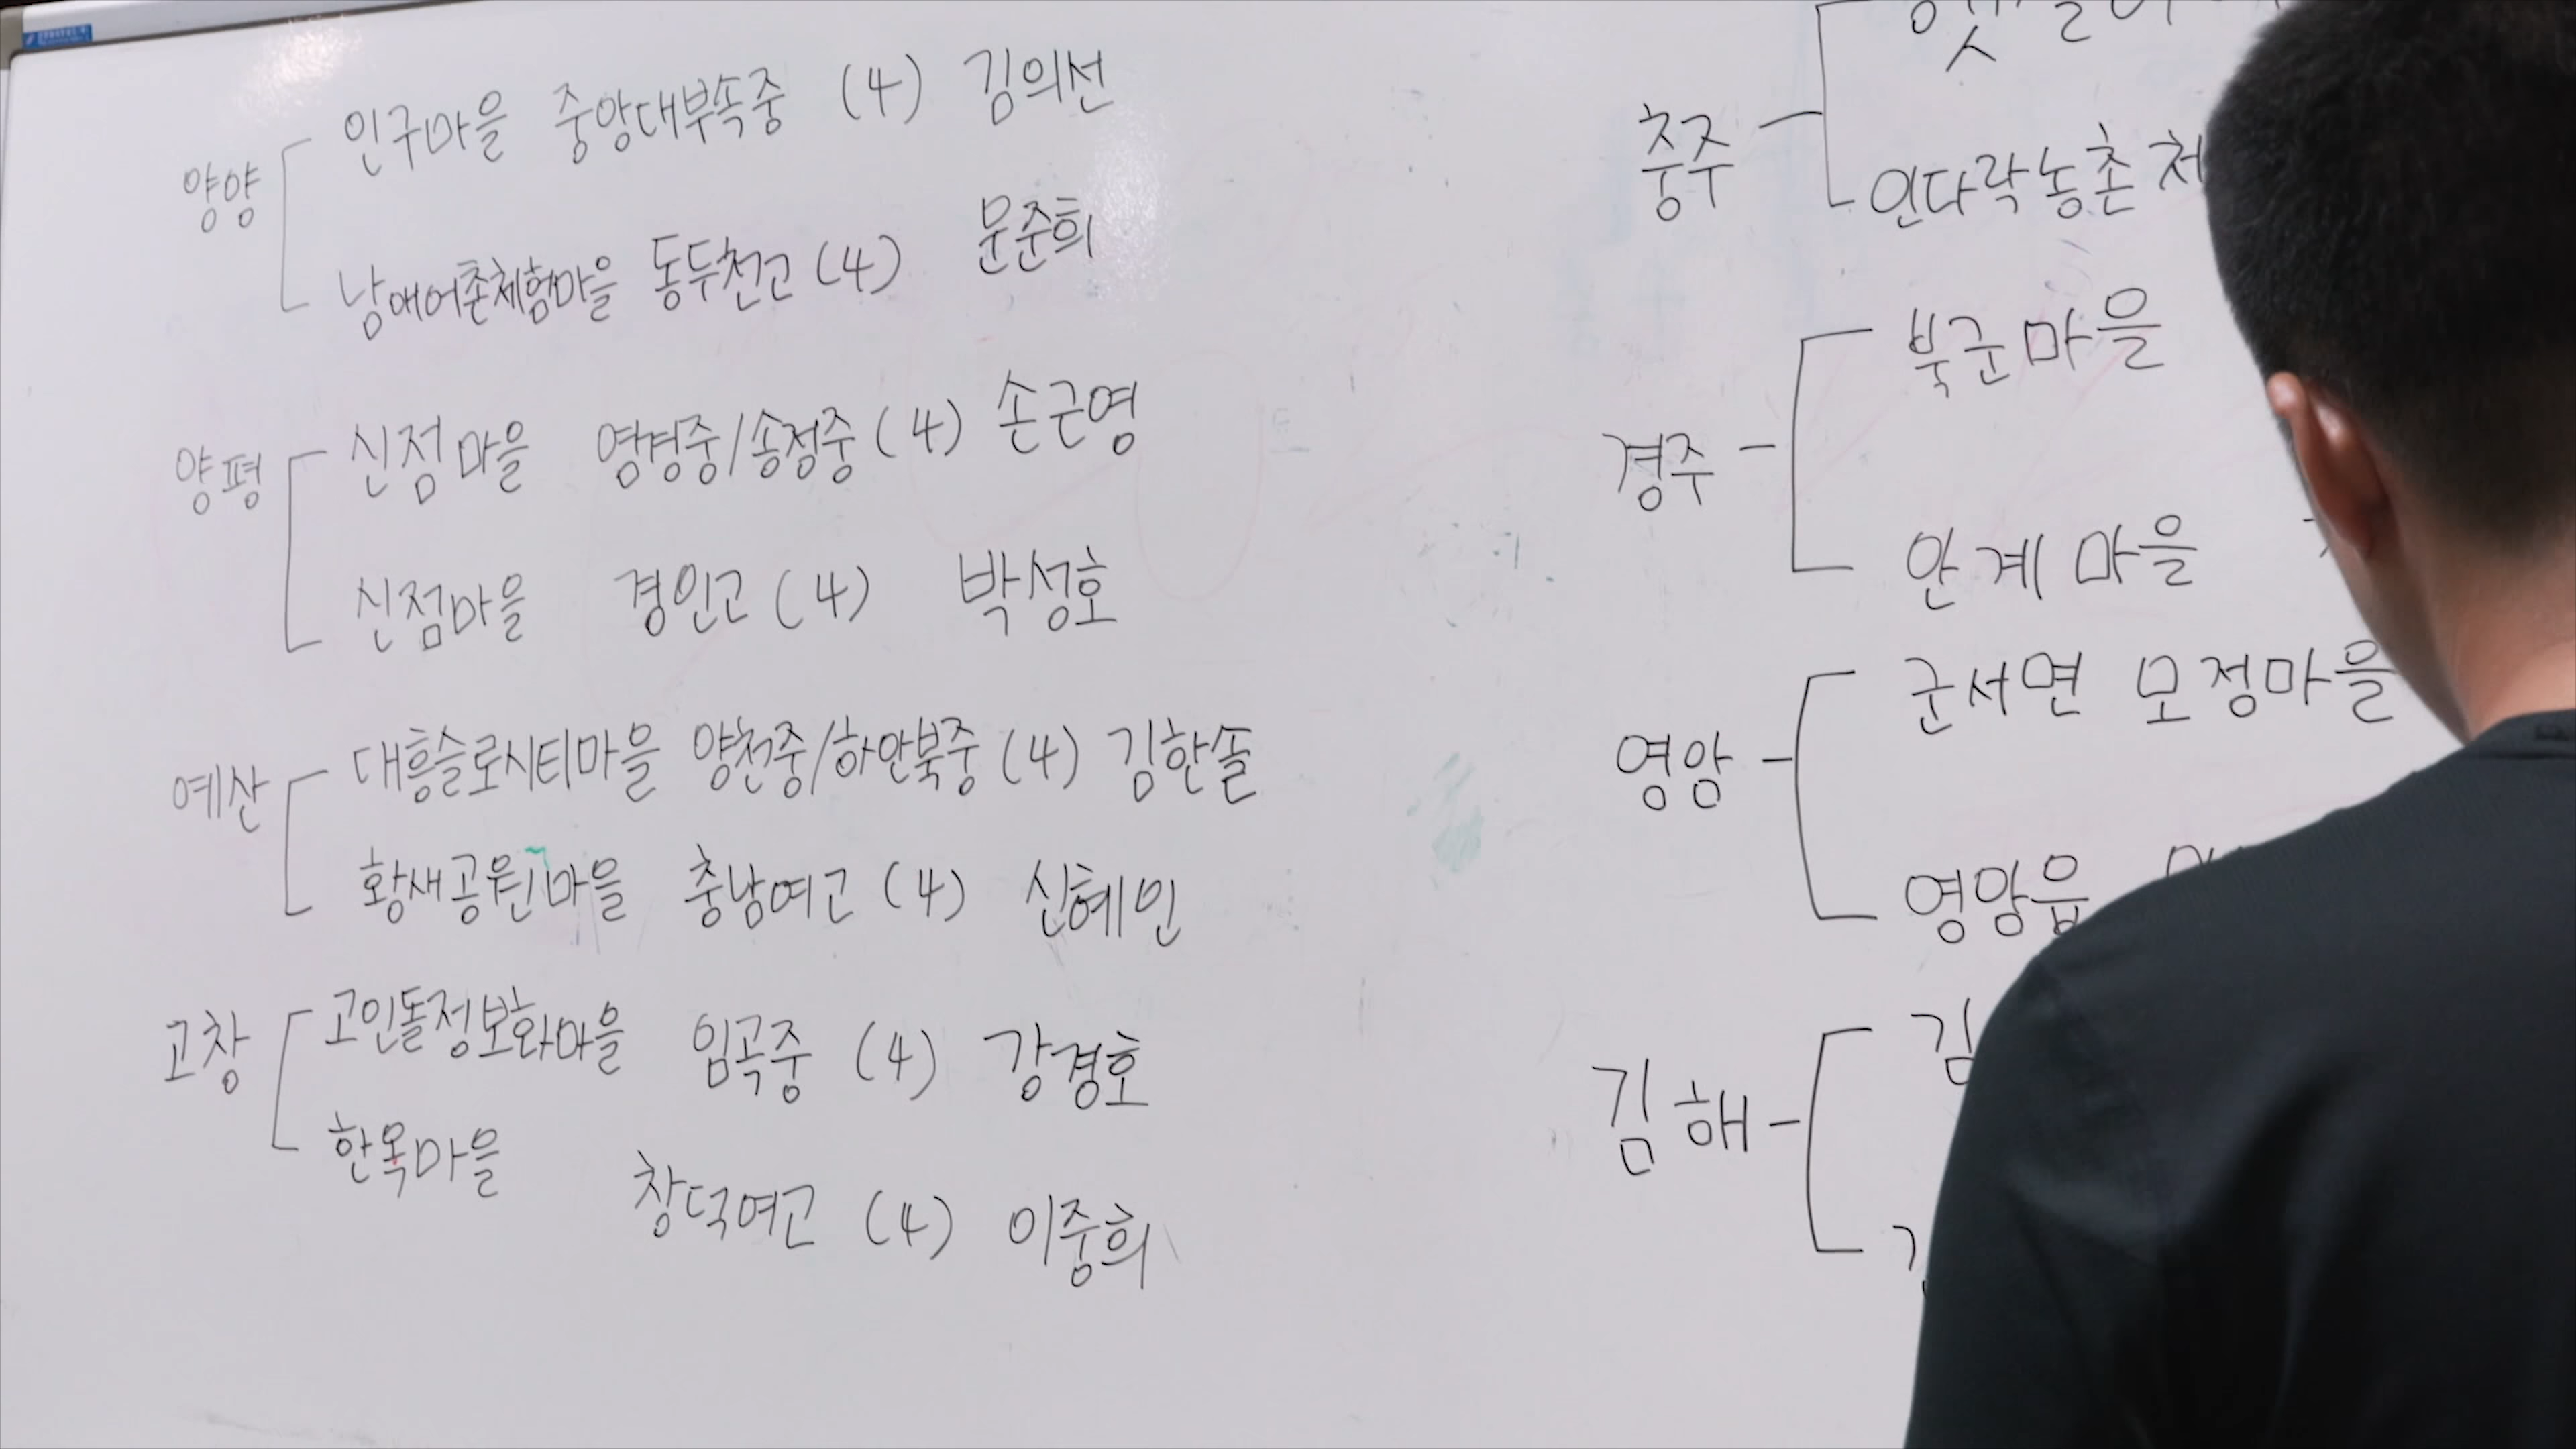 양양
인구마을 중앙대부속중 (4) 김의선
남애어촌체험마을 동두천고 (4) 문준희
양평
신점마을 영경중/송정중 (4) 손근영
신점마을 경인고 (4) 박성호
예산
대흥슬로시티마을 양천중/하안북중 (4) 김한솔
황새공원마을 충남여고 (4) 신혜인
고창
고인돌정보화마을 임곡중 (4) 강경호
한옥마을 창덕여고 (4) 이중희
충주
인다락농촌체
경주
북군마을
안계마을
영암
군서면 모정마을
영암읍
김해
김